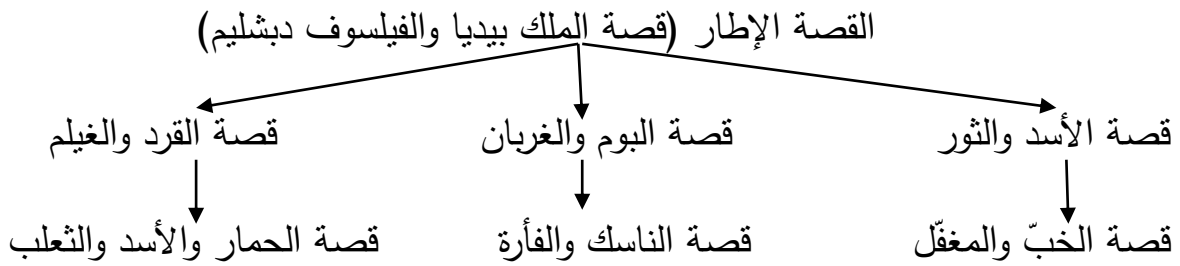 القصة الإطار (قصة الملك بيديا والفيلسوف دبشليم)
قصة الأسد والثور قصة البوم والغربان قصة القرد والغيلم
قصة الخبّ والمغفّل قصة الناسك والفأرة قصة الحمار والأسد والثعلب